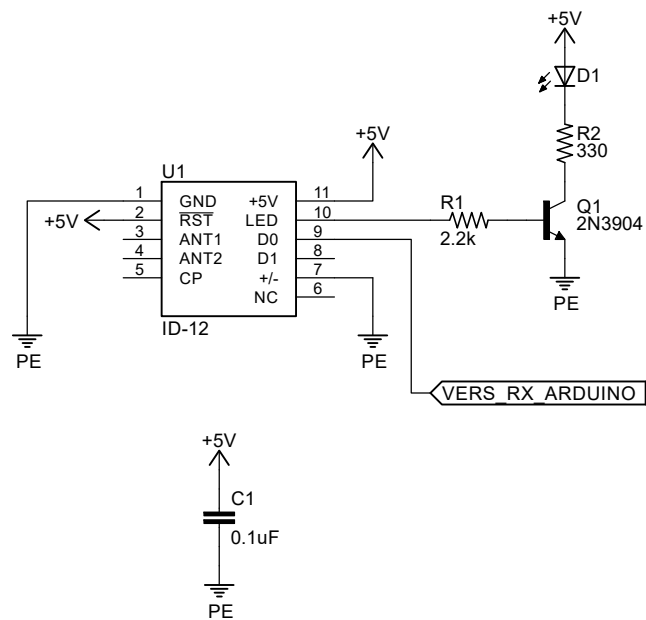 +5V
D1
R2
330
+5V
U1
1 GND +5V 11
+5V 2 RST LED 10
3 ANT1 D0 9
4 ANT2 D1 8
5 CP +/- 7
NC 6
ID-12
R1
2.2k
Q1
2N3904
PE
PE
PE
VERS_RX_ARDUINO
+5V
C1
0.1uF
PE